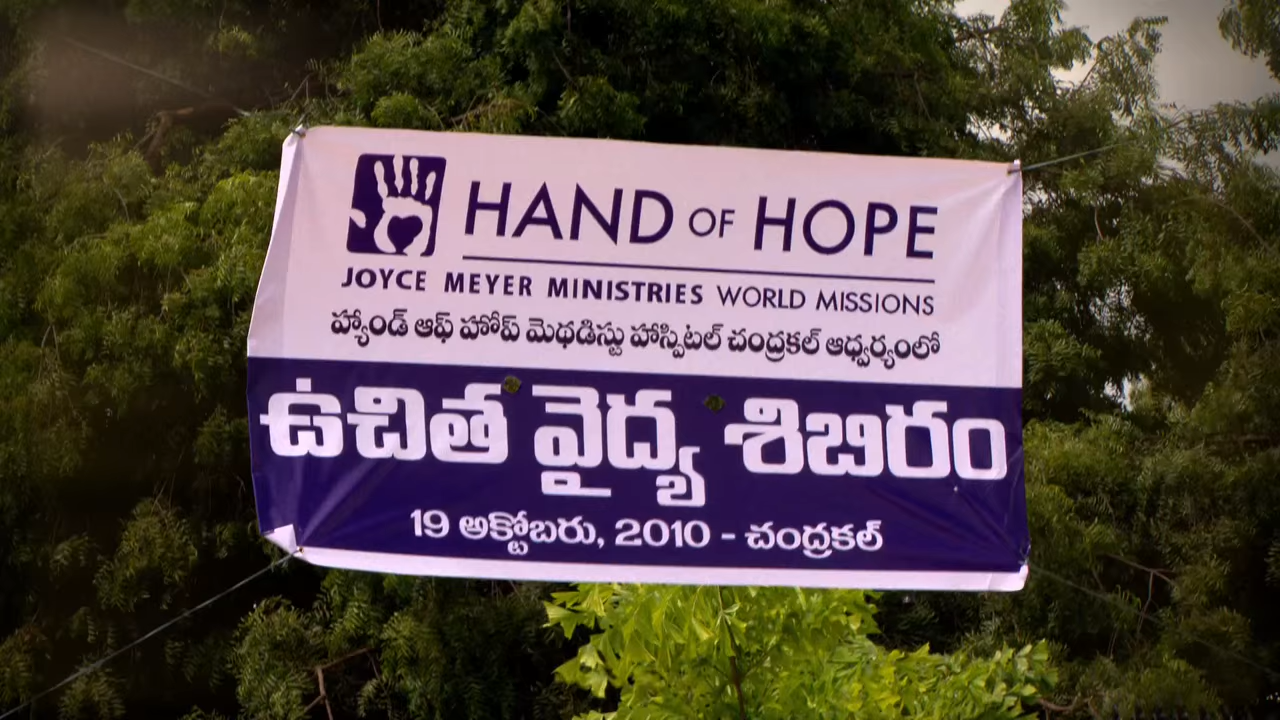 HAND OF HOPE
JOYCE MEYER MINISTRIES WORLD MISSIONS
హ్యాండ్ ఆఫ్ హోప్ మెథడిస్టు హాస్పిటల్ చంద్రకల్ ఆధ్వర్యంలో
ఉచిత వైద్య శిబిరం
19 అక్టోబరు, 2010 - చంద్రకల్